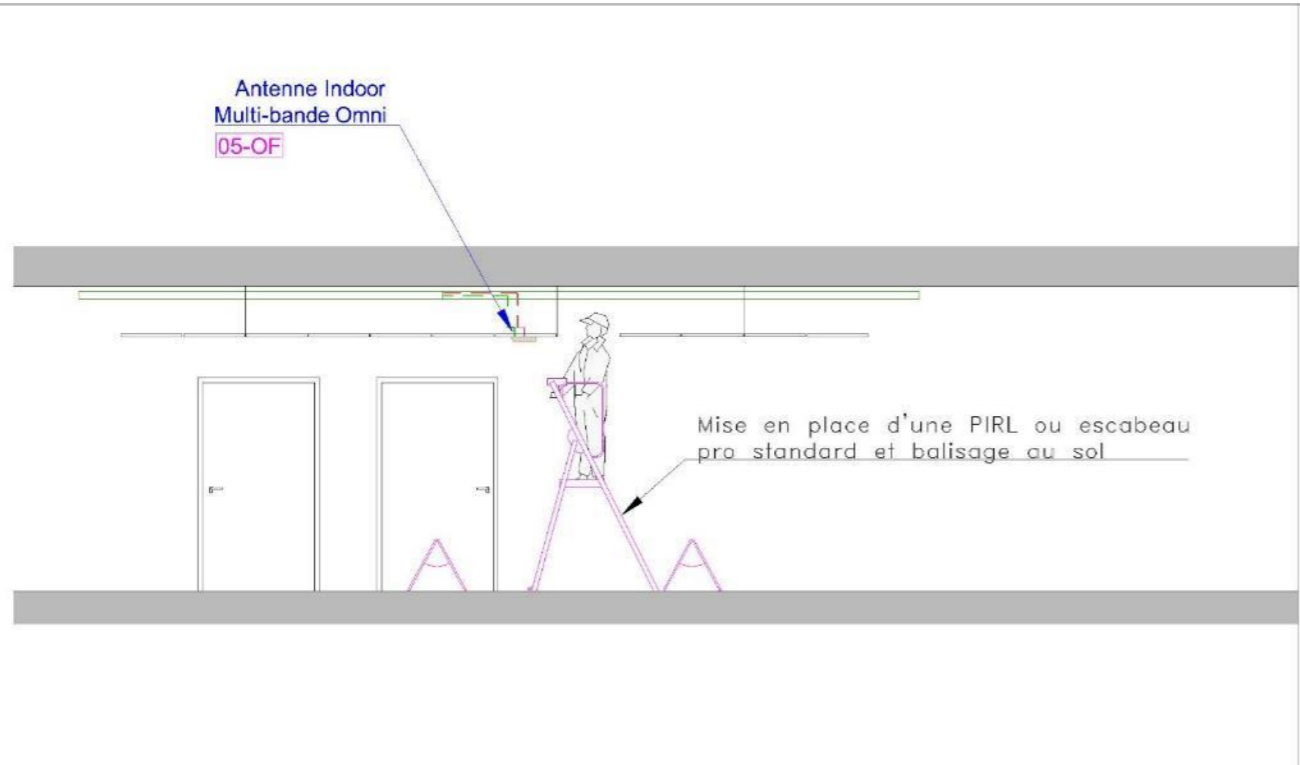 Antenne Indoor
Multi-bande Omni
05-OF
Mise en place d'une PIRL ou escabeau
pro standard et balisage au sol